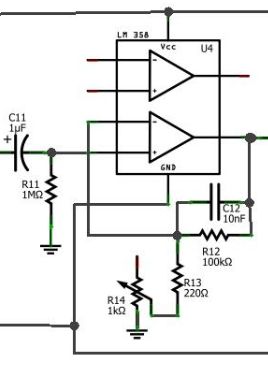 LM 358
Vcc
U4
C11
1µF
+
GND
R11
1MΩ
C12
10nF
R12
100kΩ
R13
220Ω
R14
1kΩ